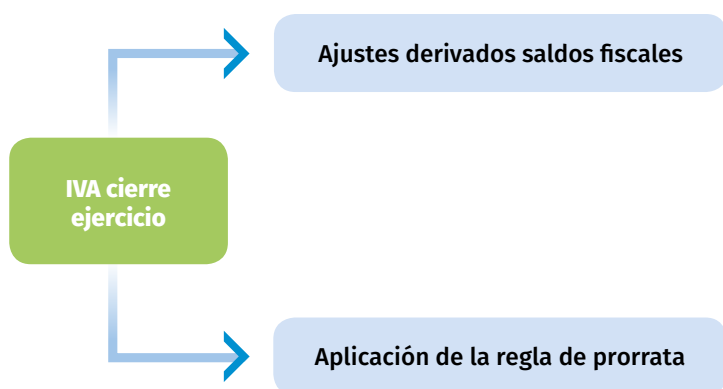 Ajustes derivados saldos fiscales
IVA cierre
ejercicio
Aplicación de la regla de prorrata